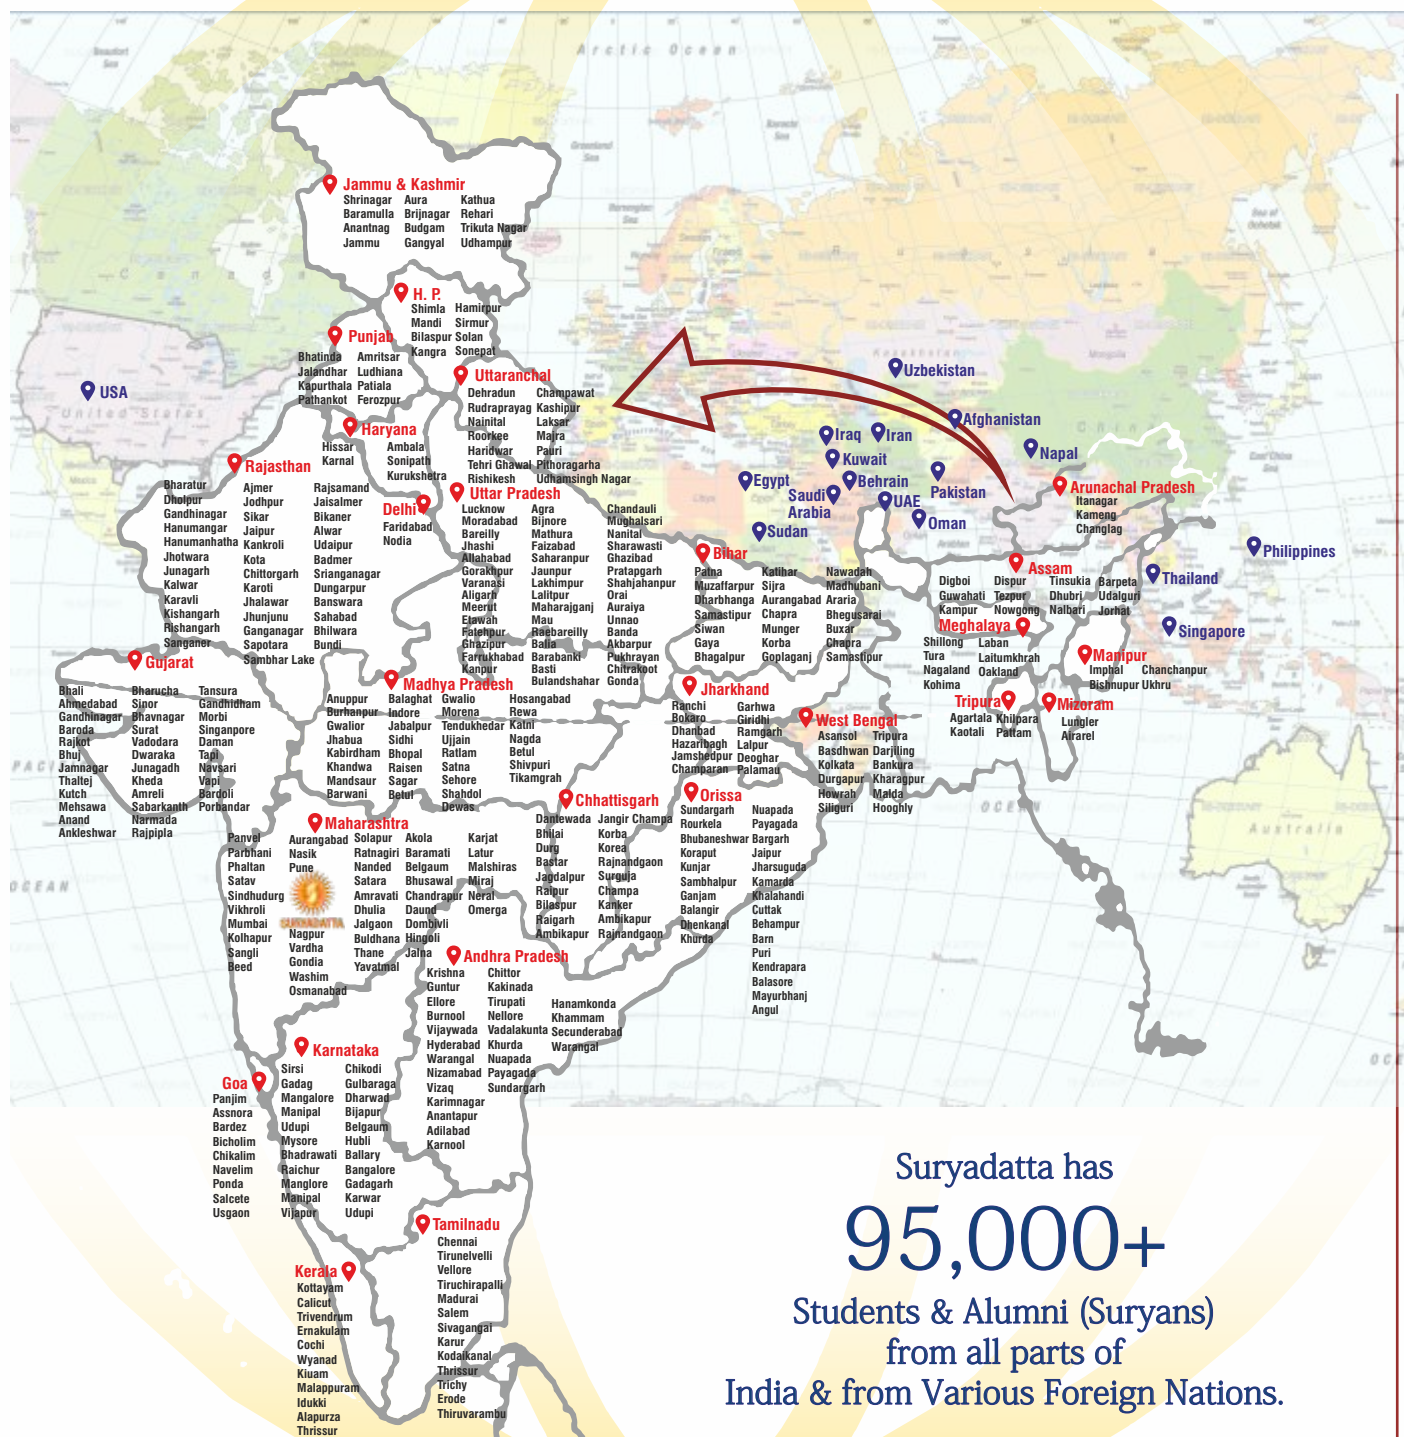 Arctic Ocean
Jammu & Kashmir
Shrinagar Aura Kathua
Baramulla Brijnagar Rehari
Anantnag Budgam Trikuta Nagar
Jammu Gangyal Udhampur
H. P.
Shimla Hamirpur
Mandi Sirmur
Bilaspur Solan
Kangra Sonepat
Punjab
Bhatinda Amritsar
Jalandhar Ludhiana
Kapurthala Patiala
Pathankot Ferozpur
Uttaranchal
Dehradun Champawat
Rudraprayag Kashipur
Nainital Laksar
Roorkee Majra
Haridwar Pauri
Tehri Ghawal Pithoragarha
Rishikesh Udhamsingh Nagar
USA
United States
Canada
Haryana
Hissar Ambala
Karnal Sonipath
Kurukshetra
Rajasthan
Bharatur Ajmer Rajsamand
Dholpur Jodhpur Jaisalmer
Gandhinagar Sikar Bikaner
Hanumangar Jaipur Alwar
Hanumanhatha Kankroli Udaipur
Jhotwara Kota Badmer
Junagarh Chittorgarh Srianganagar
Kalwar Karoti Dungarpur
Karavli Jhalawar Banswara
Kishangarh Jhunjunu Sahabad
Rishangarh Ganganagar Bhilwara
Sanganer Sapotara Bundi
Sambhar Lake
Delhi
Faridabad
Nodia
Uttar Pradesh
Lucknow Agra Chandauli
Moradabad Bijnore Mughalsari
Bareilly Mathura Nanital
Jhashi Faizabad Sharawasti
Allahabad Saharanpur Ghazibad
Gorakhpur Jaunpur Pratapgarh
Varanasi Lakhimpur Shahjahanpur
Aligarh Lalitpur Orai
Meerut Maharajganj Auraiya
Etawah Mau Unnao
Fatehpur Raebareilly Banda
Ghazipur Balia Akbarpur
Farrukhabad Barabanki Pukhrayan
Kanpur Basti Chitrakoot
Bulandshahar Gonda
Uzbekistan
Afghanistan
Iraq
Iran
Napal
Kuwait
Egypt
Behrain
Pakistan
Saudi
Arabia
UAE
Oman
Sudan
Philippines
Thailand
Singapore
Arunachal Pradesh
Itanagar
Kameng
Changlag
Bihar
Patna Katihar Nawadah
Muzaffarpur Sijra Madhubani
Dharbhanga Aurangabad Araria
Samastipur Chapra Bhegusarai
Siwan Munger Buxar
Gaya Korba Chapra
Bhagalpur Goplaganj Samastipur
Assam
Digboi Dispur Tinsukia Barpeta
Guwahati Tezpur Dhubri Udalguri
Kanpur Nowgong Nalbari Jorhat
Meghalaya
Shillong Laban
Tura Laitumkhrah
Nagaland Oakland
Kohima
Manipur
Imphal Chanchanpur
Bishnupur Ukhru
Tripura
Agartala Khilpara
Kaotali Pattam
Mizoram
Lungler
Airarel
Gujarat
Bhali Bharucha Tansura
Ahmedabad Sinor Gandhidham
Gandhinagar Bhavnagar Morbi
Baroda Surat Singanpore
Rajkot Vadodara Daman
Bhuj Dwaraka Tapi
Jamnagar Junagadh Navsari
Thaltej Kheda Vapi
Kutch Amreli Bardoli
Mehsawa Sabarkanth Porbandar
Anand Narmada
Ankleshwar Rajpipla
Madhya Pradesh
Anuppur Balaghat Gwalio Hosangabad
Burhanpur Indore Morena Rewa
Gwalior Jabalpur Tendukhedar Katni
Jhabua Sidhi Ujjain Nagda
Kabirdham Bhopal Ratlam Betul
Khandwa Raisen Satna Shivpuri
Mandsaur Sagar Sehore Tikamgrah
Barwani Betul Shahdol
Dewas
Jharkhand
Ranchi Garhwa
Bokaro Giridhi
Dhanbad Ramgarh
Hazaribagh Lalpur
Jamshedpur Deoghar
Champaran Palamau
West Bengal
Asansol Tripura
Basdhwan Darjiling
Kolkata Bankura
Durgapur Kharagpur
Howrah Malda
Siliguri Hooghly
Chhattisgarh
Dantewada Jangir Champa
Bhilai Korba
Durg Korea
Bastar Rajnandgaon
Jagdalpur Surguja
Raipur Champa
Bilaspur Kanker
Raigarh Ambikapur
Ambikapur Rajnandgaon
Orissa
Sundargarh Nuapada
Rourkela Payagada
Bhubaneshwar Bargarh
Koraput Jaipur
Kunjar Jharsuguda
Sambhalpur Kamarda
Ganjam Khalahandi
Balangir Cuttak
Dhenkanal Behampur
Khurda Barn
Puri
Kendrapara
Balasore
Mayurbhanj
Angul
Maharashtra
Panvel Aurangabad Solapur Akola Karjat
Parbhani Nasik Ratnagiri Baramati Latur
Phaltan Pune Nanded Belgaum Malshiras
Satav Satara Bhusawal Miraj
Sindhudurg Amravati Chandrapur Neral
Vikhroli Dhulia Daund Omerga
SURYADATTA
Mumbai Jalgaon Dombivli
Kolhapur Nagpur Buldhana Hingoli
Sangli Vardha Thane Jalna
Beed Gondia Yavatmal
Washim
Osmanabad
Andhra Pradesh
Krishna Chittor
Guntur Kakinada
Ellore Tirupati Hanamkonda
Burnool Nellore Khammam
Vijaywada Vadalakunta Secunderabad
Hyderabad Khurda Warangal
Warangal Nuapada
Nizamabad Payagada
Vizaq Sundargarh
Karimnagar
Anantapur
Adilabad
Karnool
Karnataka
Sirsi Chikodi
Gadag Gulbaraga
Mangalore Dharwad
Manipal Bijapur
Udupi Belgaum
Mysore Hubli
Bhadrawati Ballary
Raichur Bangalore
Manglore Gadagarh
Manipal Karwar
Vijapur Udupi
Goa
Panjim
Assnora
Bardez
Bicholim
Chikalim
Navelim
Ponda
Salcete
Usgaon
Tamilnadu
Chennai
Tirunelvelli
Vellore
Tiruchirapalli
Madurai
Salem
Sivagangai
Karur
Kodaikanal
Thrissur
Trichy
Erode
Thiruvarambu
Kerala
Kottayam
Calicut
Trivendrum
Ernakulam
Cochi
Wyanad
Kiuam
Malappuram
Idukki
Alapurza
Thrissur
Australia
OCEAN
OCEAN
Suryadatta has
95,000+
Students & Alumni (Suryans)
from all parts of
India & from Various Foreign Nations.